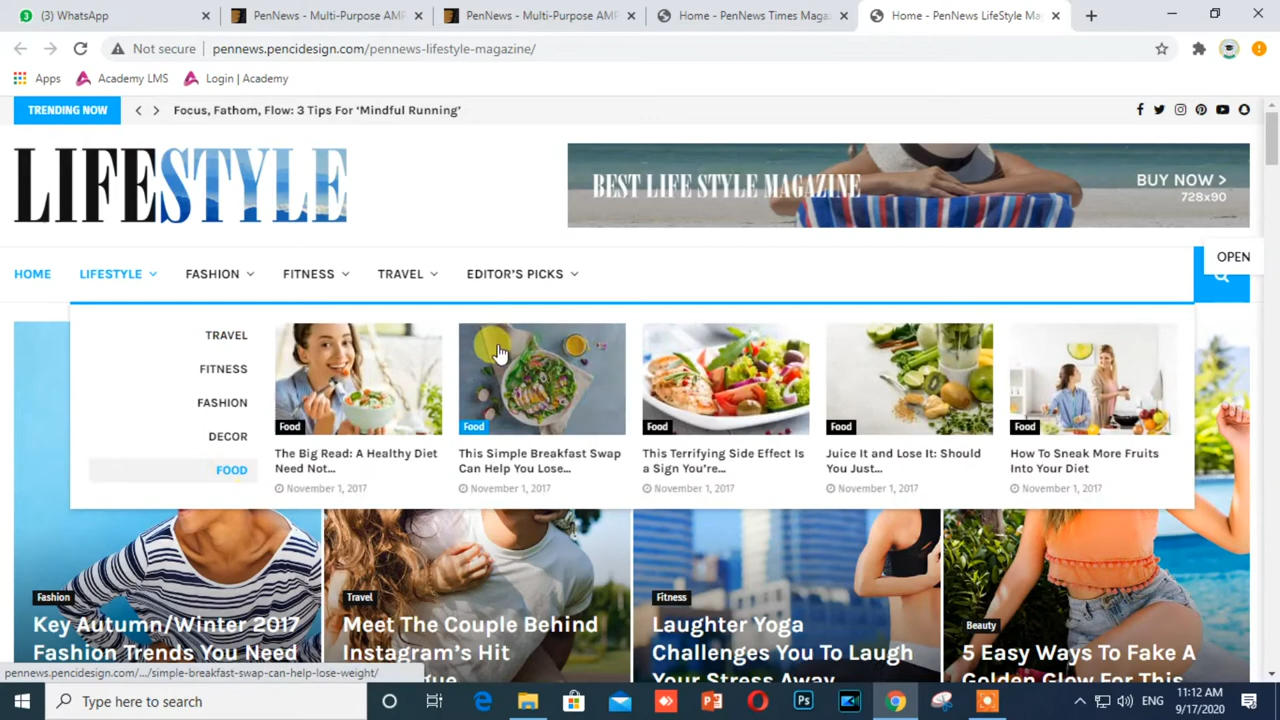 (3) WhatsApp
PenNews - Multi-Purpose AMP
PenNews - Multi-Purpose AMP
Home - PenNews Times Maga
Home - PenNews LifeStyle Ma
Not secure
pennews.pencidesign.com/pennews-lifestyle-magazine/
Apps
Academy LMS
Login | Academy
TRENDING NOW
Focus, Fathom, Flow: 3 Tips For ‘Mindful Running’
LIFESTYLE
BEST LIFE STYLE MAGAZINE
BUY NOW >
728x90
OPEN
HOME
LIFESTYLE
FASHION
FITNESS
TRAVEL
EDITOR'S PICKS
TRAVEL
FITNESS
FASHION
DECOR
FOOD
Food
The Big Read: A Healthy Diet
Need Not...
November 1, 2017
Food
This Simple Breakfast Swap
Can Help You Lose...
November 1, 2017
Food
This Terrifying Side Effect Is
a Sign You're...
November 1, 2017
Food
Juice It and Lose It: Should
You Just...
November 1, 2017
Food
How To Sneak More Fruits
Into Your Diet
November 1, 2017
Fashion
Key Autumn/Winter 2017
Fashion Trends You Need
Travel
Meet The Couple Behind
Instagram's Hit
Fitness
Laughter Yoga
Challenges You To Laugh
Your Stress Away
Beauty
5 Easy Ways To Fake A
Golden Glow For This
pennews.pencidesign.com/.../simple-breakfast-swap-can-help-lose-weight/
Type here to search
ENG
11:12 AM
9/17/2020